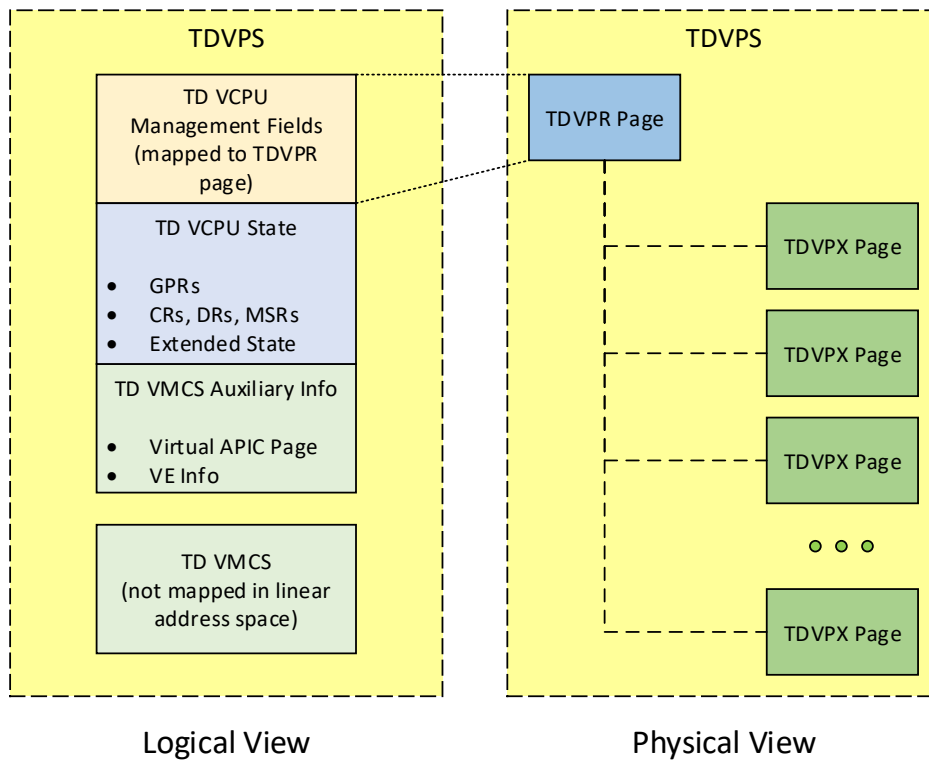 TDVPS
TD VCPU
Management Fields
(mapped to TDVPR
page)
TD VCPU State
• GPRs
• CRs, DRs, MSRs
• Extended State
TD VMCS Auxiliary Info
• Virtual APIC Page
• VE Info
TD VMCS
(not mapped in linear
address space)
Logical View
TDVPS
TDVPR Page
TDVPX Page
TDVPX Page
TDVPX Page
TDVPX Page
Physical View